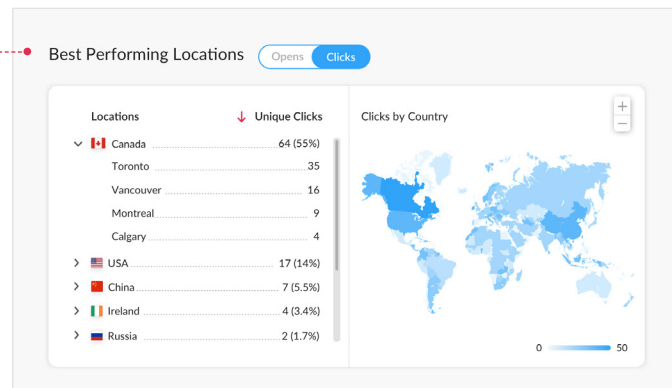 Best Performing Locations
Opens
Clicks
Locations
Unique Clicks
Canada 64 (55%)
Toronto 35
Vancouver 16
Montreal 9
Calgary 4
USA 17 (14%)
China 7 (5.5%)
Ireland 4 (3.4%)
Russia 2 (1.7%)
Clicks by Country
+
−
0 50